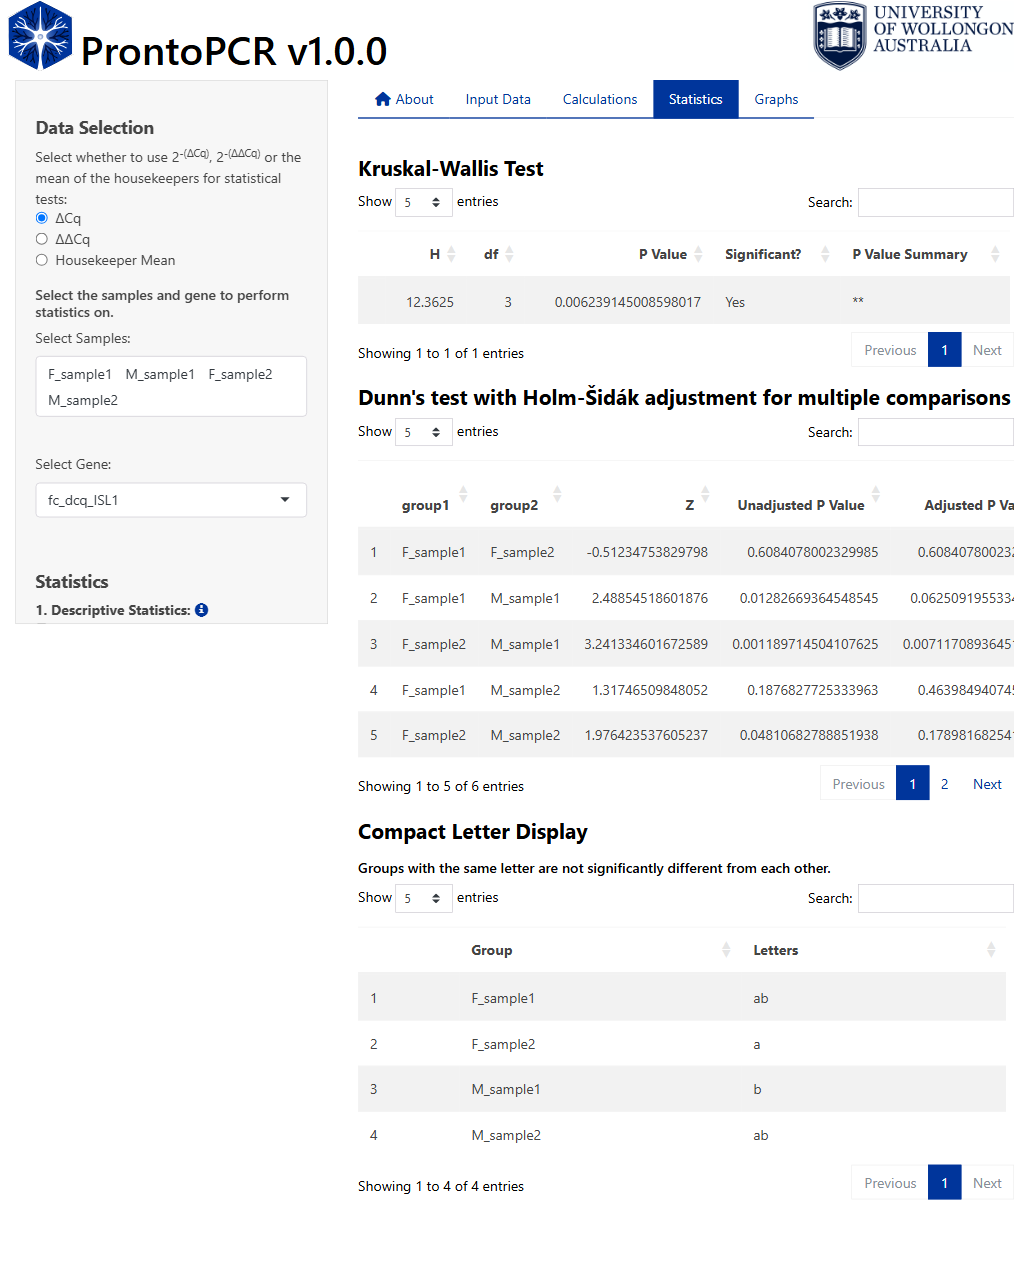 ProntoPCR v1.0.0
UNIVERSITY
OF WOLLONGON
AUSTRALIA
About Input Data Calculations Statistics Graphs
Data Selection
Select whether to use 2-(ΔCq), 2-(ΔΔCq) or the
mean of the housekeepers for statistical
tests:
ΔCq
ΔΔCq
Housekeeper Mean
Select the samples and gene to perform
statistics on.
Select Samples:
F_sample1 M_sample1 F_sample2
M_sample2
Select Gene:
fc_dcq_ISL1
Statistics
1. Descriptive Statistics:
Kruskal-Wallis Test
Show 5 entries Search:
H df P Value Significant? P Value Summary
12.3625 3 0.006239145008598017 Yes **
Showing 1 to 1 of 1 entries Previous 1 Next
Dunn's test with Holm-Šidák adjustment for multiple comparisons
Show 5 entries Search:
group1 group2 Z Unadjusted P Value Adjusted P Va
1 F_sample1 F_sample2 -0.51234753829798 0.6084078002329985 0.60840780023
2 F_sample1 M_sample1 2.48854518601876 0.01282669364548545 0.0625091955334
3 F_sample2 M_sample1 3.241334601672589 0.001189714504107625 0.0071170893645
4 F_sample1 M_sample2 1.31746509848052 0.1876827725333963 0.46398494074
5 F_sample2 M_sample2 1.976423537605237 0.04810682788851938 0.17898168254
Showing 1 to 5 of 6 entries Previous 1 2 Next
Compact Letter Display
Groups with the same letter are not significantly different from each other.
Show 5 entries Search:
Group Letters
1 F_sample1 ab
2 F_sample2 a
3 M_sample1 b
4 M_sample2 ab
Showing 1 to 4 of 4 entries Previous 1 Next